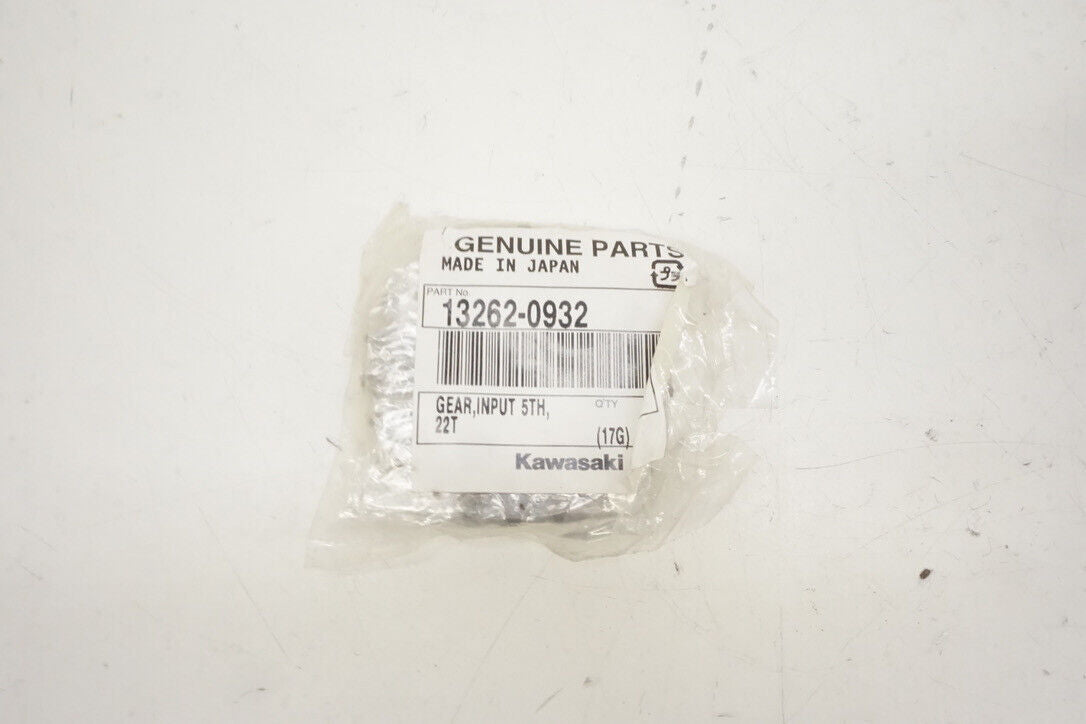 GENUINE PARTS
MADE IN JAPAN
PART No.
13262-0932
GEAR,INPUT 5TH,
Q'TY
22T
(17G)
Kawasaki